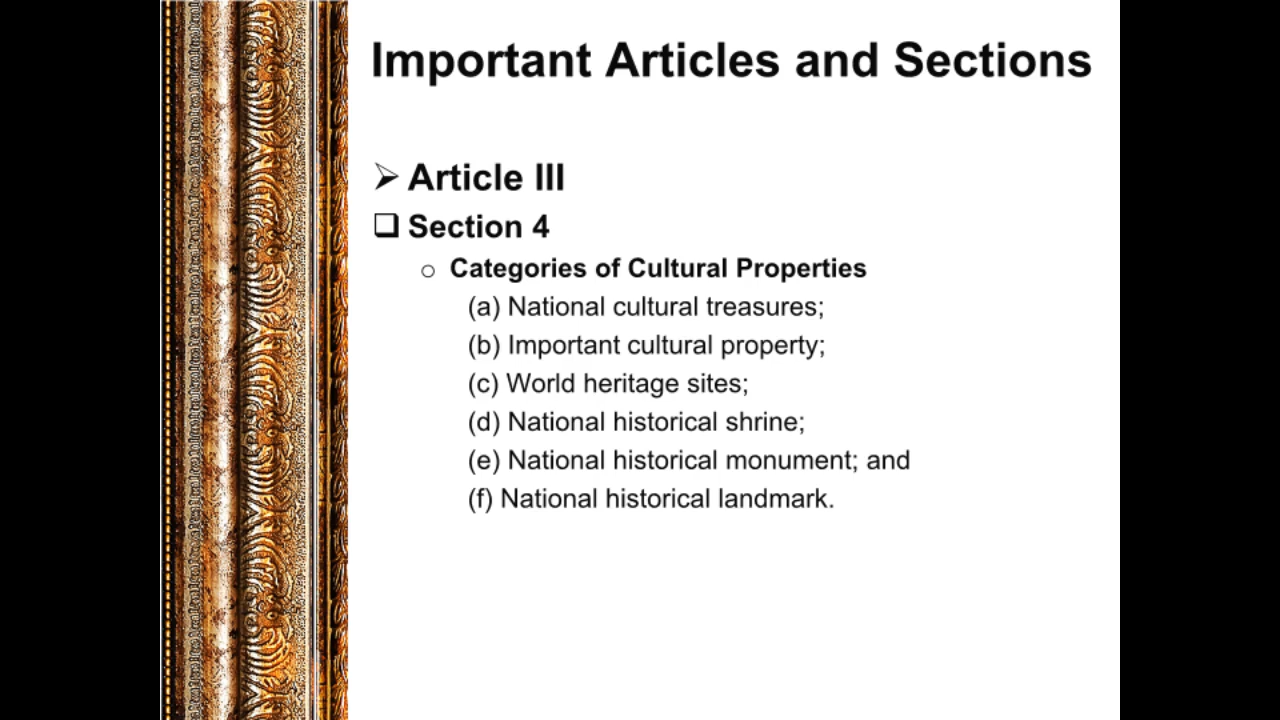 Important Articles and Sections
➢ Article III
❑ Section 4
○ Categories of Cultural Properties
(a) National cultural treasures;
(b) Important cultural property;
(c) World heritage sites;
(d) National historical shrine;
(e) National historical monument; and
(f) National historical landmark.